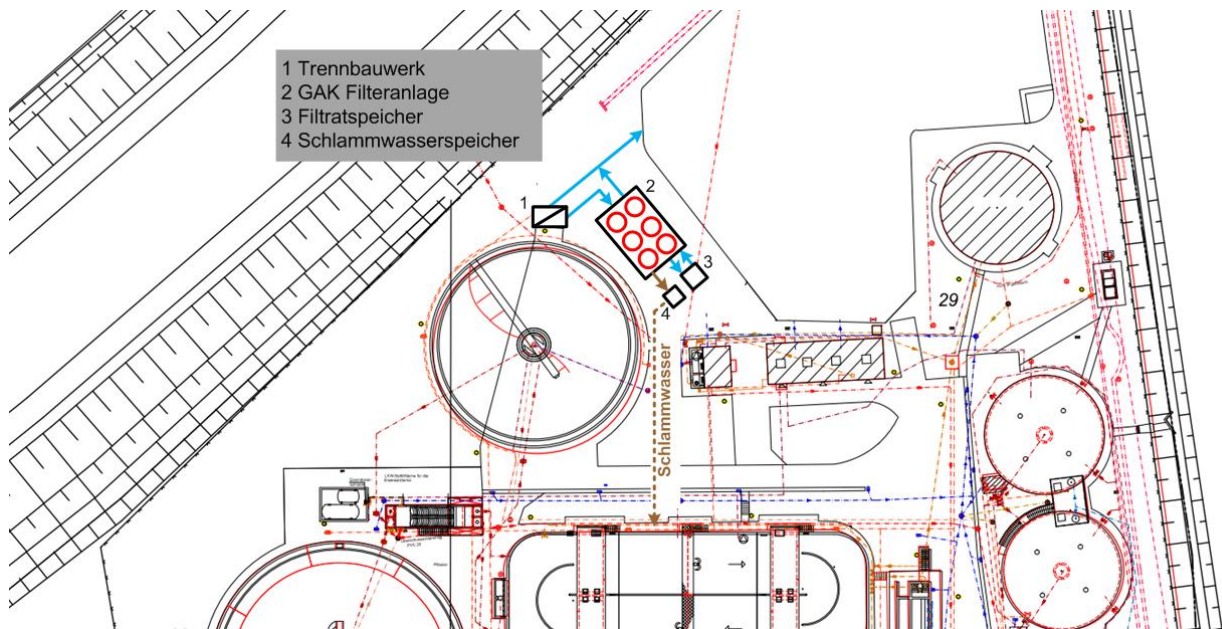 1 Trennbauwerk
2 GAK Filteranlage
3 Filtratspeicher
4 Schlammwasserspeicher
1
2
3
4
29
Schlammwasser